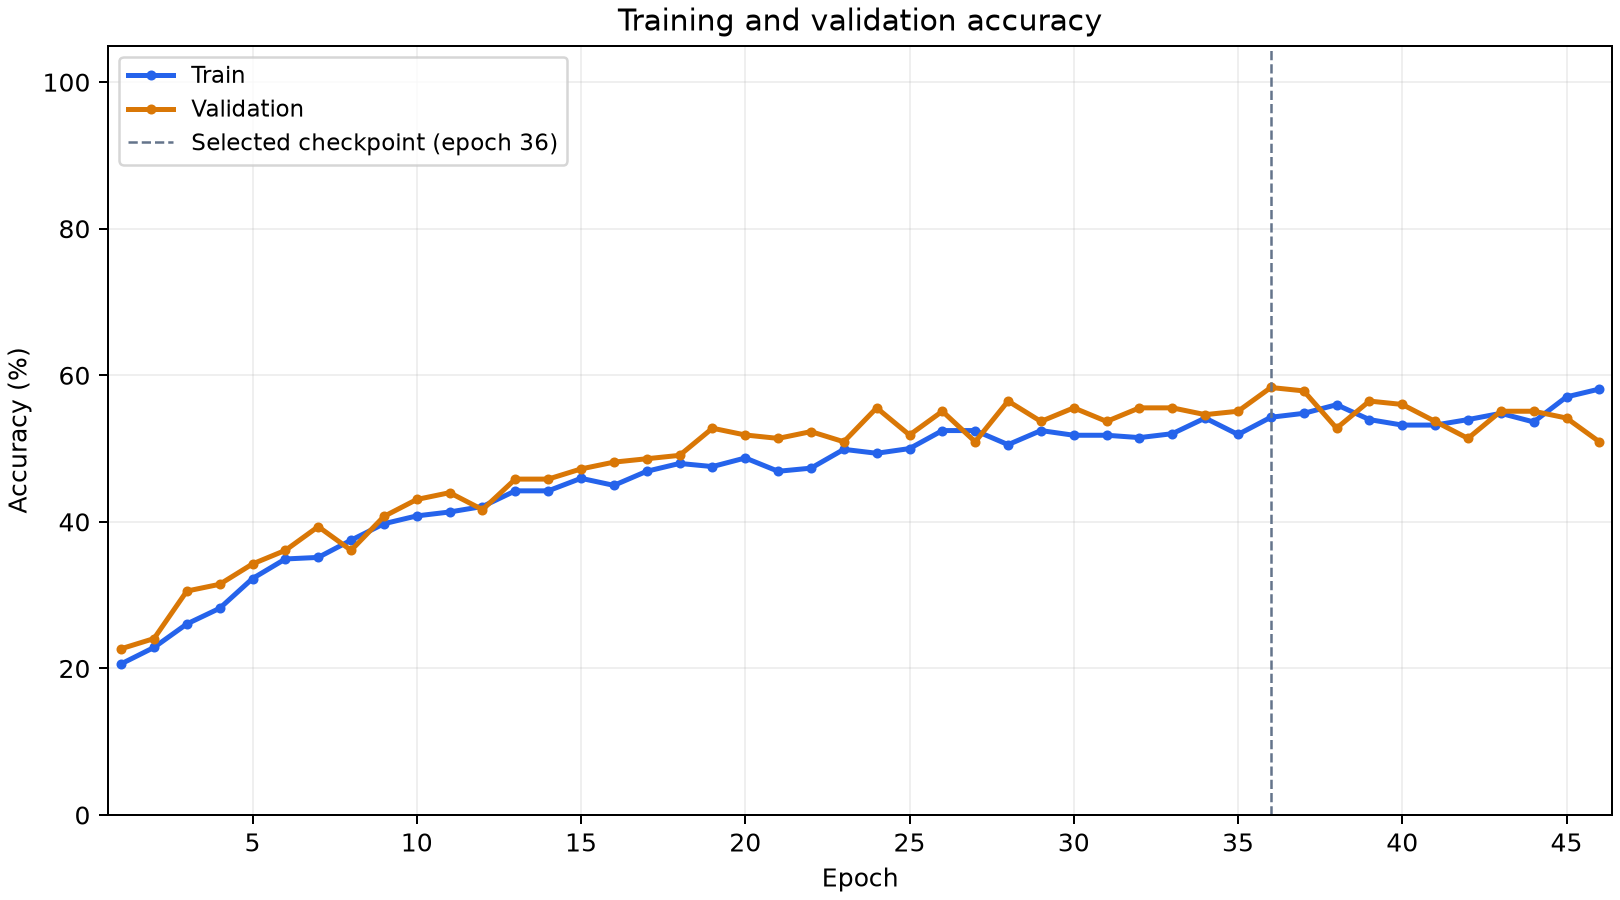 Training and validation accuracy
Train
Validation
Selected checkpoint (epoch 36)
100
80
60
40
20
0
Accuracy (%)
5 10 15 20 25 30 35 40 45
Epoch